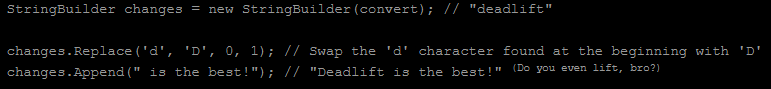 StringBuilder changes = new StringBuilder(convert); // "deadlift"
changes.Replace('d', 'D', 0, 1); // Swap the 'd' character found at the beginning with 'D'
changes.Append(" is the best!"); // "Deadlift is the best!" (Do you even lift, bro?)